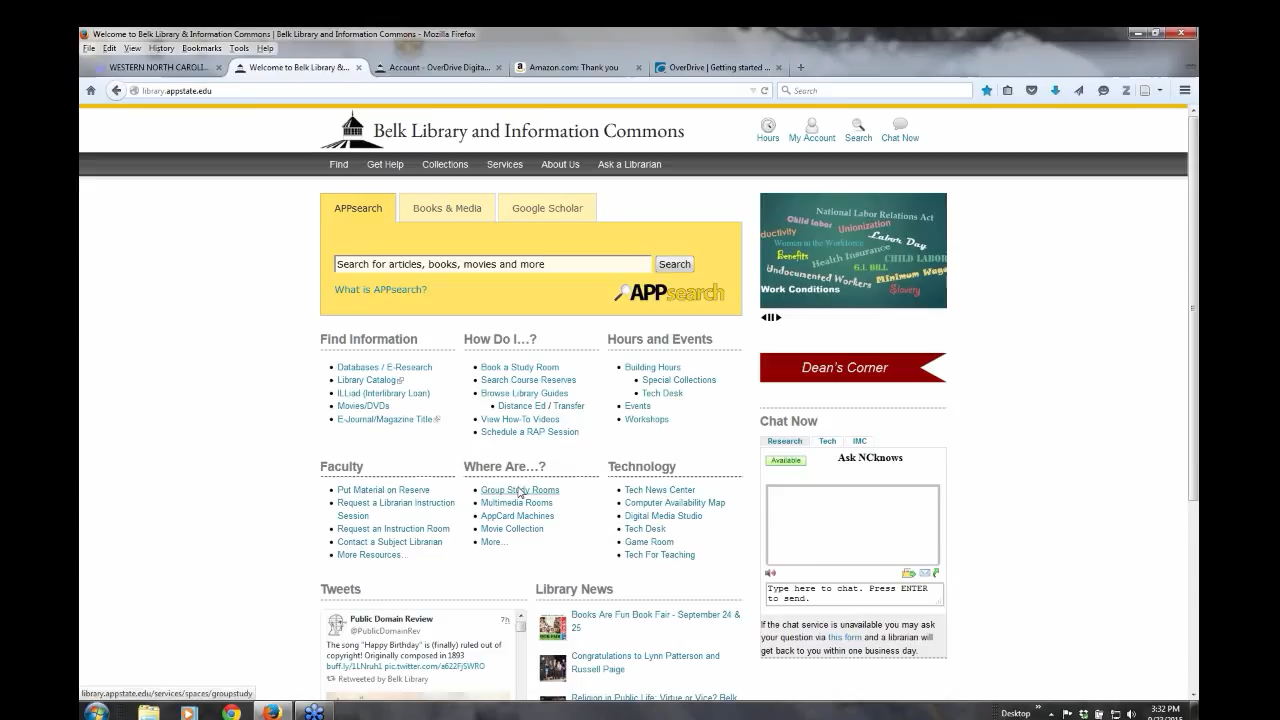 Welcome to Belk Library & Information Commons | Belk Library and Information Commons - Mozilla Firefox
File Edit View History Bookmarks Tools Help
WESTERN NORTH CAROLI...
Welcome to Belk Library &...
Account - OverDrive Digita...
Amazon.com: Thank you
OverDrive | Getting started ...
library.appstate.edu
Search
Belk Library and Information Commons
Hours
My Account
Search
Chat Now
Find Get Help Collections Services About Us Ask a Librarian
APPsearch
Books & Media
Google Scholar
Search for articles, books, movies and more
Search
What is APPsearch?
APPsearch
National Labor Relations Act
Child labor
Unionization
ductivity
Labor Day
Women in the Workforce
Benefits
Health Insurance
CHILD LABOR
G.I. BILL
Undocumented Workers
Minimum Wage
Work Conditions
Slavery
Dean's Corner
Find Information
Databases / E-Research
Library Catalog
ILLiad (Interlibrary Loan)
Movies/DVDs
E-Journal/Magazine Title
How Do I...?
Book a Study Room
Search Course Reserves
Browse Library Guides
Distance Ed / Transfer
View How-To Videos
Schedule a RAP Session
Hours and Events
Building Hours
Special Collections
Tech Desk
Events
Workshops
Faculty
Put Material on Reserve
Request a Librarian Instruction
Session
Request an Instruction Room
Contact a Subject Librarian
More Resources...
Where Are...?
Group Study Rooms
Multimedia Rooms
AppCard Machines
Movie Collection
More...
Technology
Tech News Center
Computer Availability Map
Digital Media Studio
Tech Desk
Game Room
Tech For Teaching
Chat Now
Research Tech IMC
Available
Ask NCknows
Type here to chat. Press ENTER
to send.
If the chat service is unavailable you may ask
your question via this form and a librarian will
get back to you within one business day.
Tweets
Public Domain Review
7h
@PublicDomainRev
The song "Happy Birthday" is (finally) ruled out of
copyright! Originally composed in 1893
buff.ly/1LNruh1 pic.twitter.com/a622FJSWRO
Retweeted by Belk Library
Library News
Books Are Fun Book Fair - September 24 &
25
Congratulations to Lynn Patterson and
Russell Paige
Religion in Public Life: Virtue or Vice? Belk
library.appstate.edu/services/spaces/groupstudy
Desktop
3:32 PM